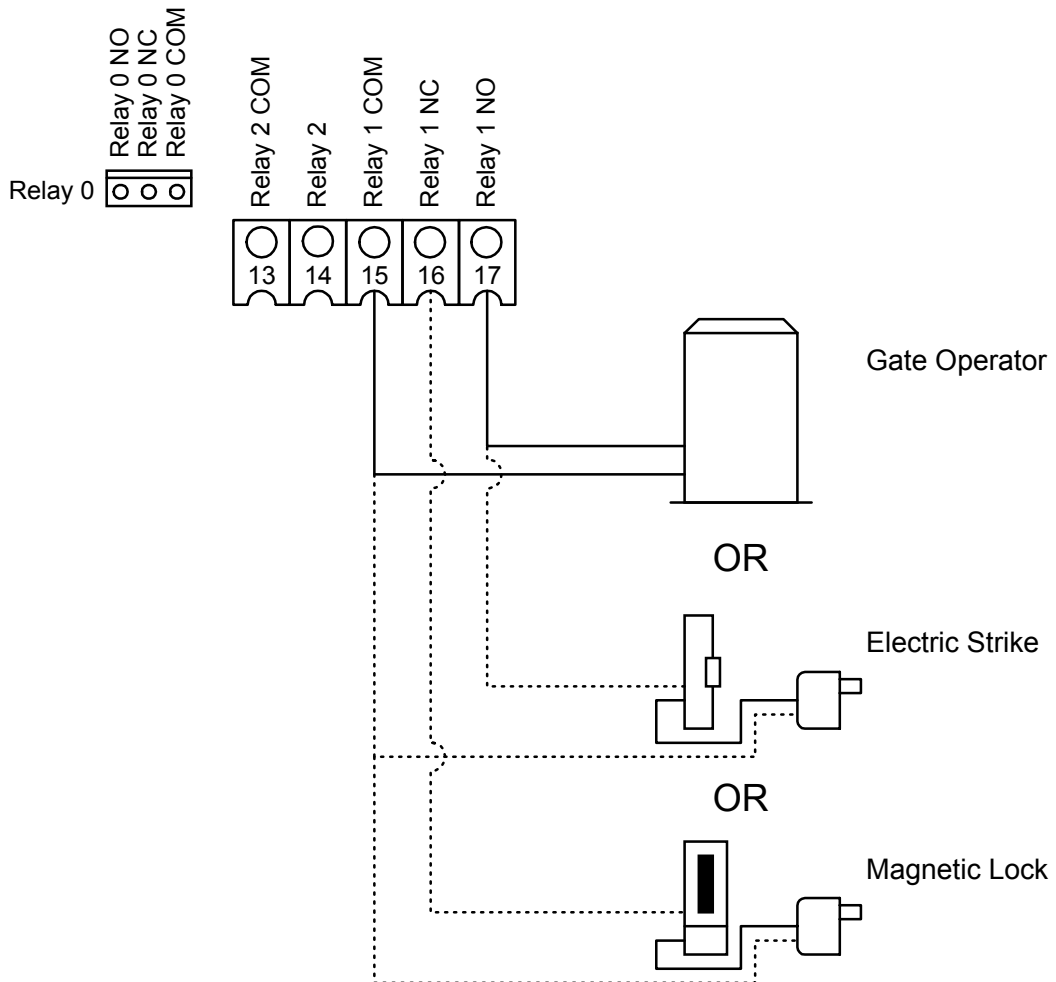 Relay 0 NO
Relay 0 NC
Relay 0 COM
Relay 0
Relay 2 COM
Relay 2
Relay 1 COM
Relay 1 NC
Relay 1 NO
13
14
15
16
17
Gate Operator
OR
Electric Strike
OR
Magnetic Lock